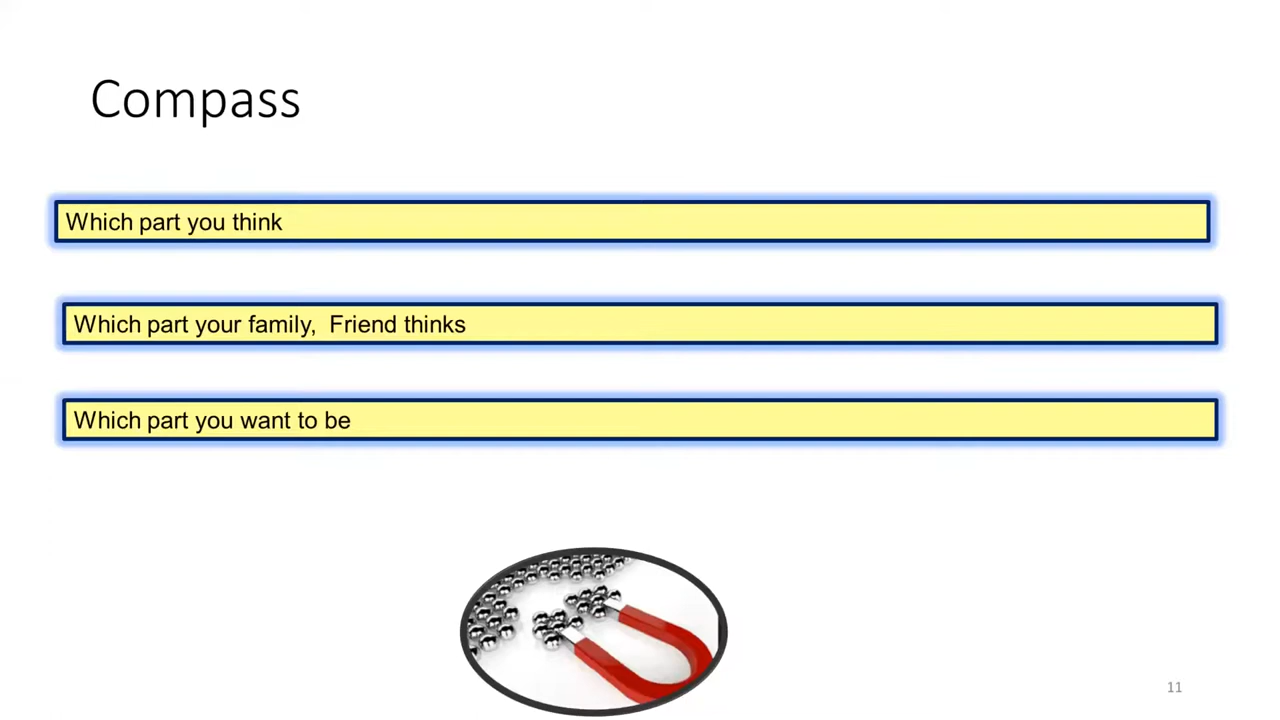 Compass
Which part you think
Which part your family,  Friend thinks
Which part you want to be
11